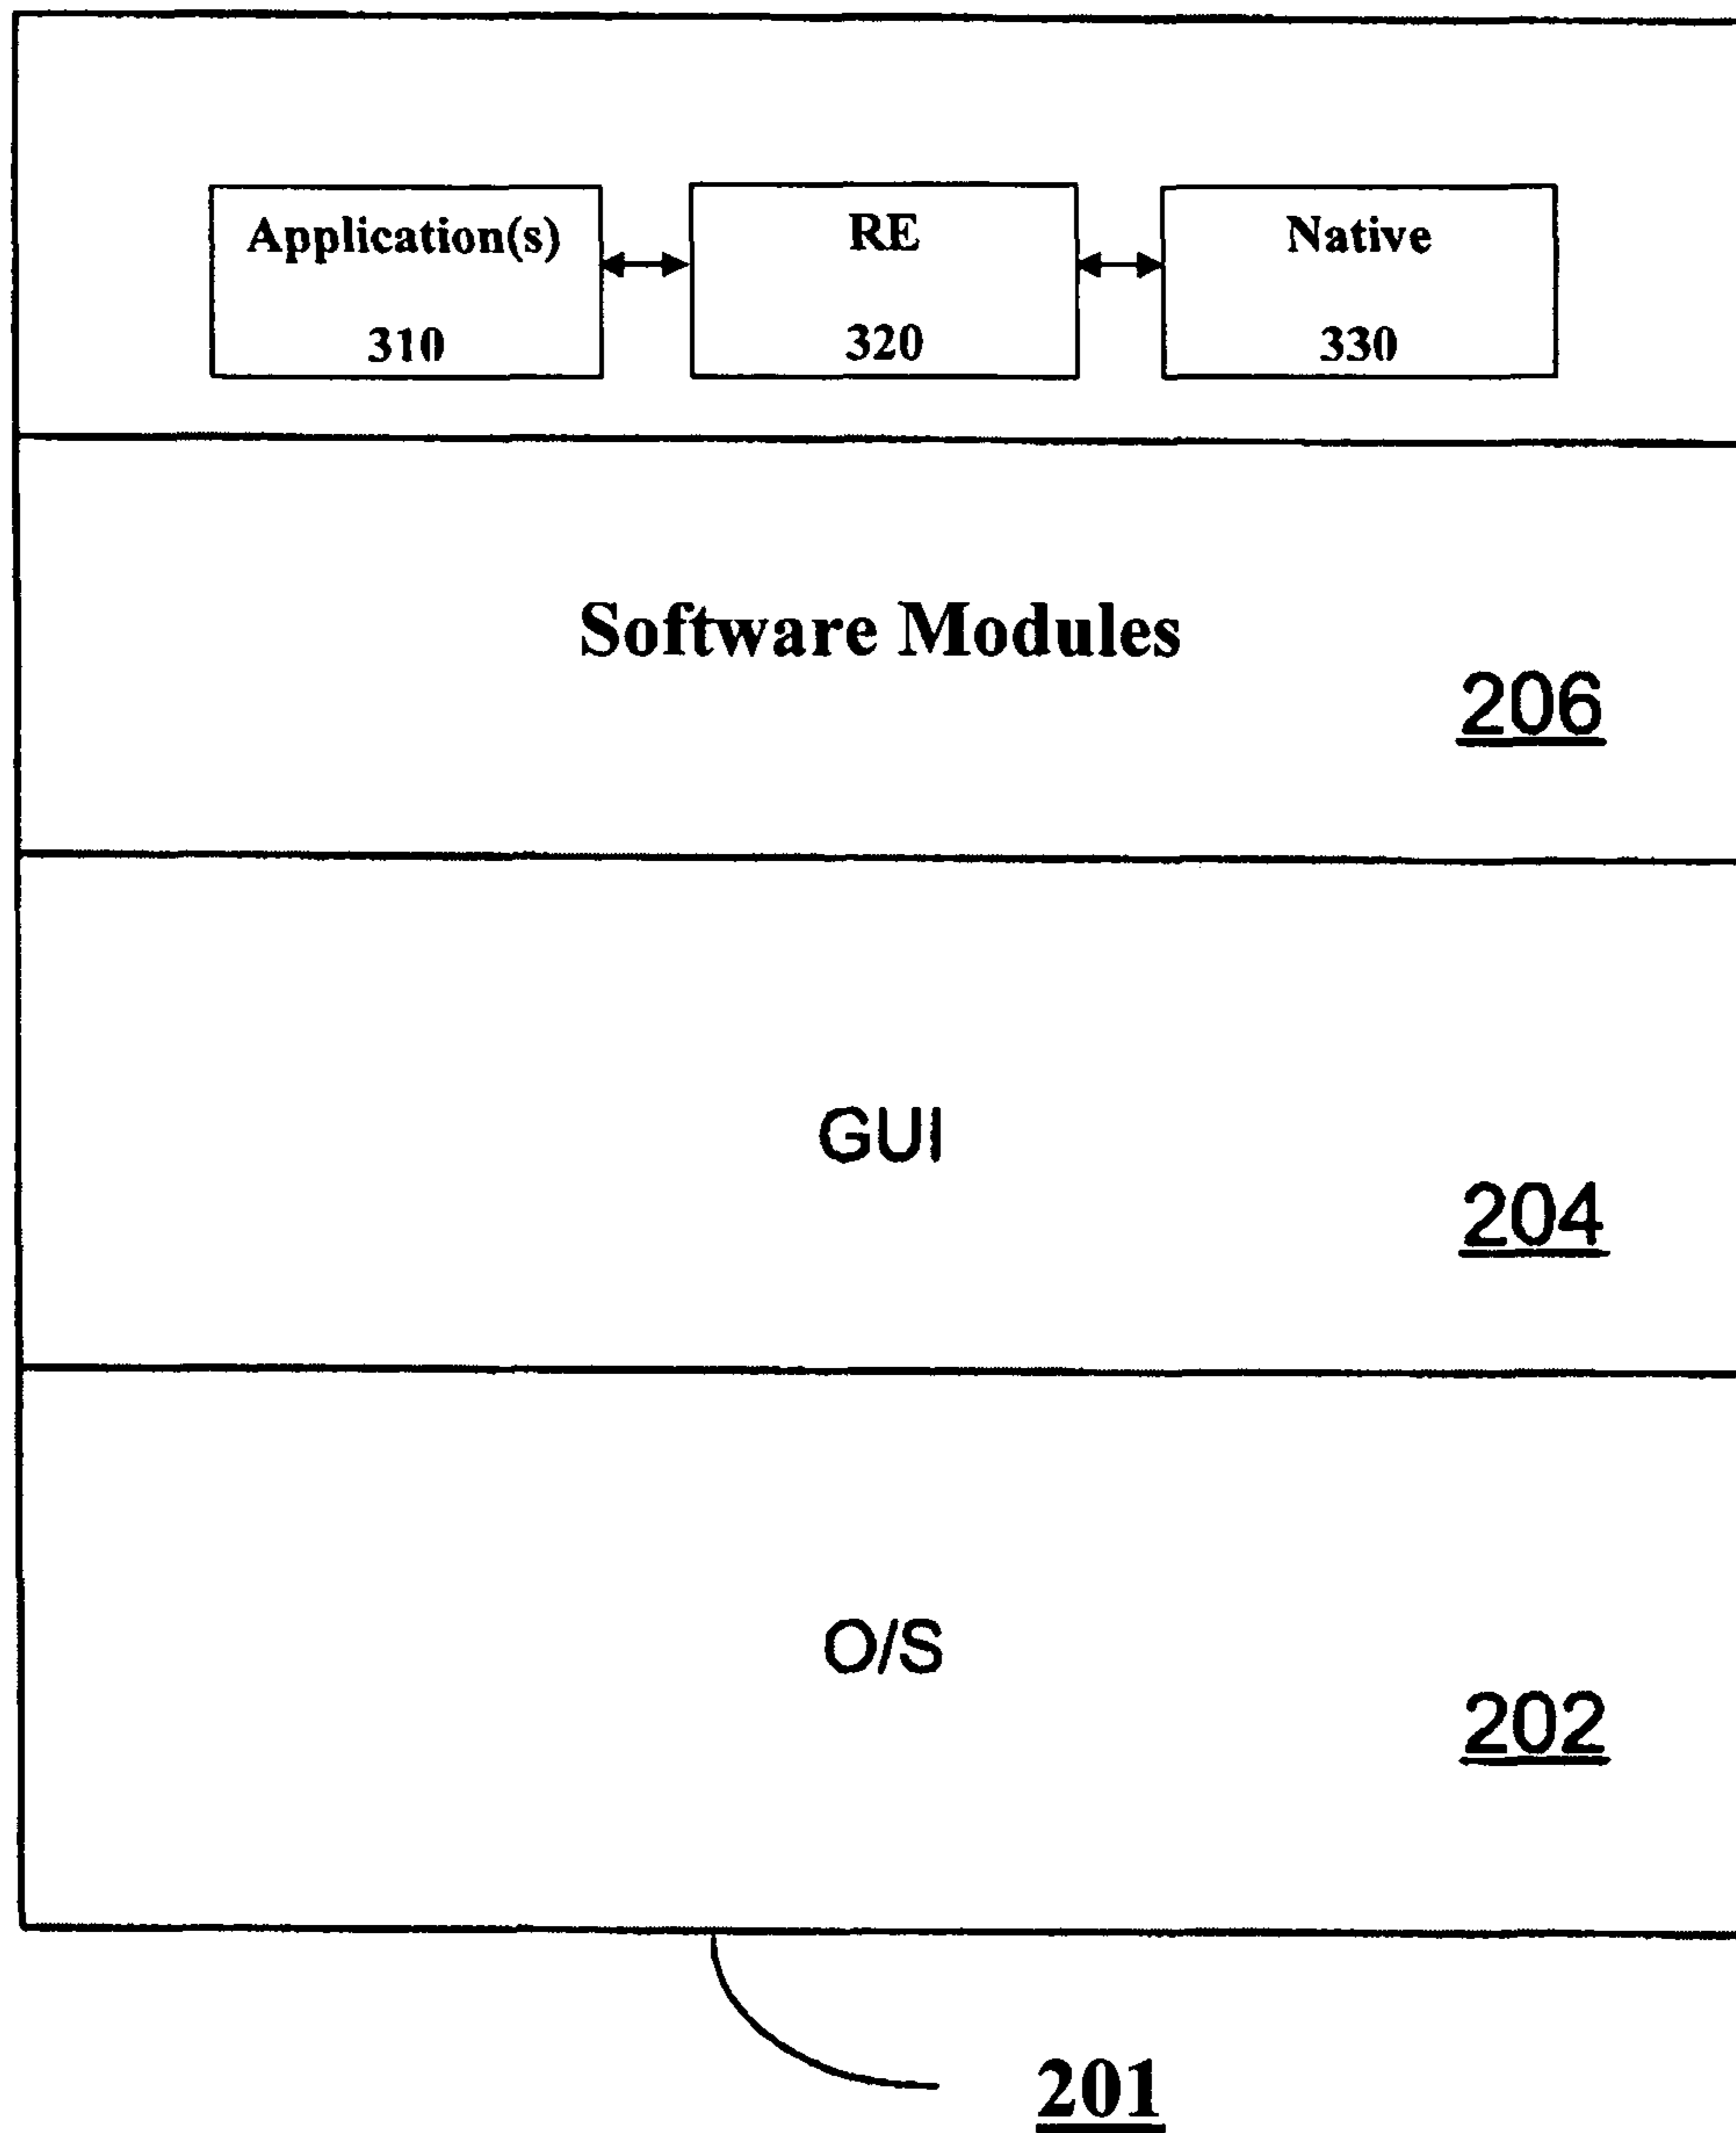 Application(s)
310
RE
320
Native
330
Software Modules
206
GUI
204
O/S
202
201